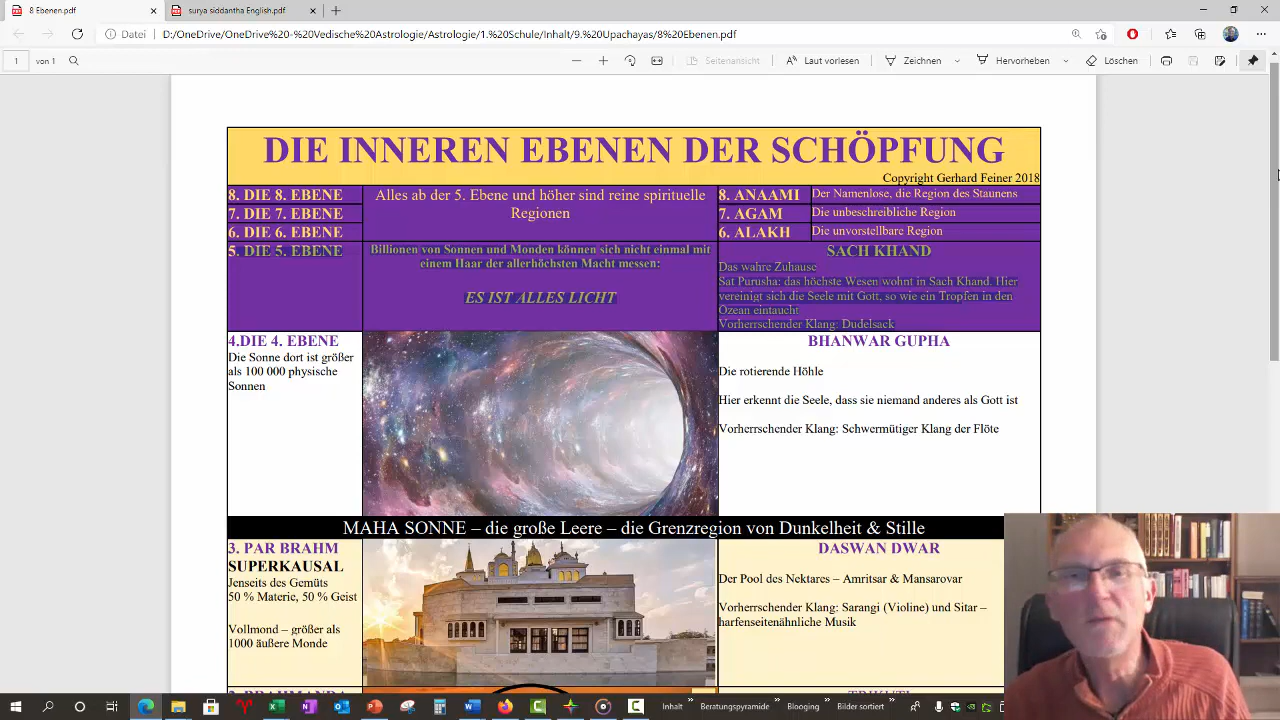 8 Ebenen.pdf
surya siddantha English.pdf
Datei
D:/OneDrive/OneDrive%20-%20Vedische%20Astrologie/Astrologie/1.%20Schule/Inhalt/9.%20Upachayas/8%20Ebenen.pdf
1 von 1
Seitenansicht
Laut vorlesen
Zeichnen
Hervorheben
Löschen
DIE INNEREN EBENEN DER SCHÖPFUNG
Copyright Gerhard Feiner 2018
8. DIE 8. EBENE
7. DIE 7. EBENE
6. DIE 6. EBENE
Alles ab der 5. Ebene und höher sind reine spirituelle
Regionen
8. ANAAMI Der Namenlose, die Region des Staunens
7. AGAM Die unbeschreibliche Region
6. ALAKH Die unvorstellbare Region
5. DIE 5. EBENE
Billionen von Sonnen und Monden können sich nicht einmal mit
einem Haar der allerhöchsten Macht messen:
ES IST ALLES LICHT
SACH KHAND
Das wahre Zuhause
Sat Purusha: das höchste Wesen wohnt in Sach Khand. Hier
vereinigt sich die Seele mit Gott, so wie ein Tropfen in den
Ozean eintaucht
Vorherrschender Klang: Dudelsack
4.DIE 4. EBENE
Die Sonne dort ist größer
als 100 000 physische
Sonnen
BHANWAR GUPHA
Die rotierende Höhle
Hier erkennt die Seele, dass sie niemand anderes als Gott ist
Vorherrschender Klang: Schwermütiger Klang der Flöte
MAHA SONNE – die große Leere – die Grenzregion von Dunkelheit & Stille
3. PAR BRAHM
SUPERKAUSAL
Jenseits des Gemüts
50 % Materie, 50 % Geist
Vollmond – größer als
1000 äußere Monde
DASWAN DWAR
Der Pool des Nektares – Amritsar & Mansarovar
Vorherrschender Klang: Sarangi (Violine) und Sitar –
harfenseitenähnliche Musik
2. BRAHMANDA
TRIKUTI
Inhalt
Beratungspyramide
Blooging
Bilder sortiert